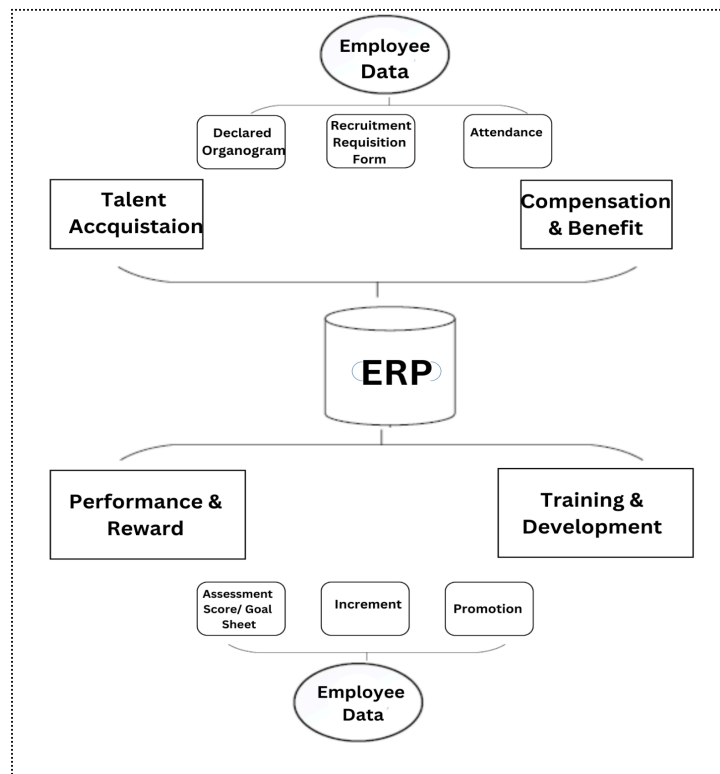 Employee
Data
Declared
Organogram
Recruitment
Requisition
Form
Attendance
Talent
Accquistaion
Compensation
& Benefit
ERP
Performance &
Reward
Training &
Development
Assessment
Score/ Goal
Sheet
Increment
Promotion
Employee
Data